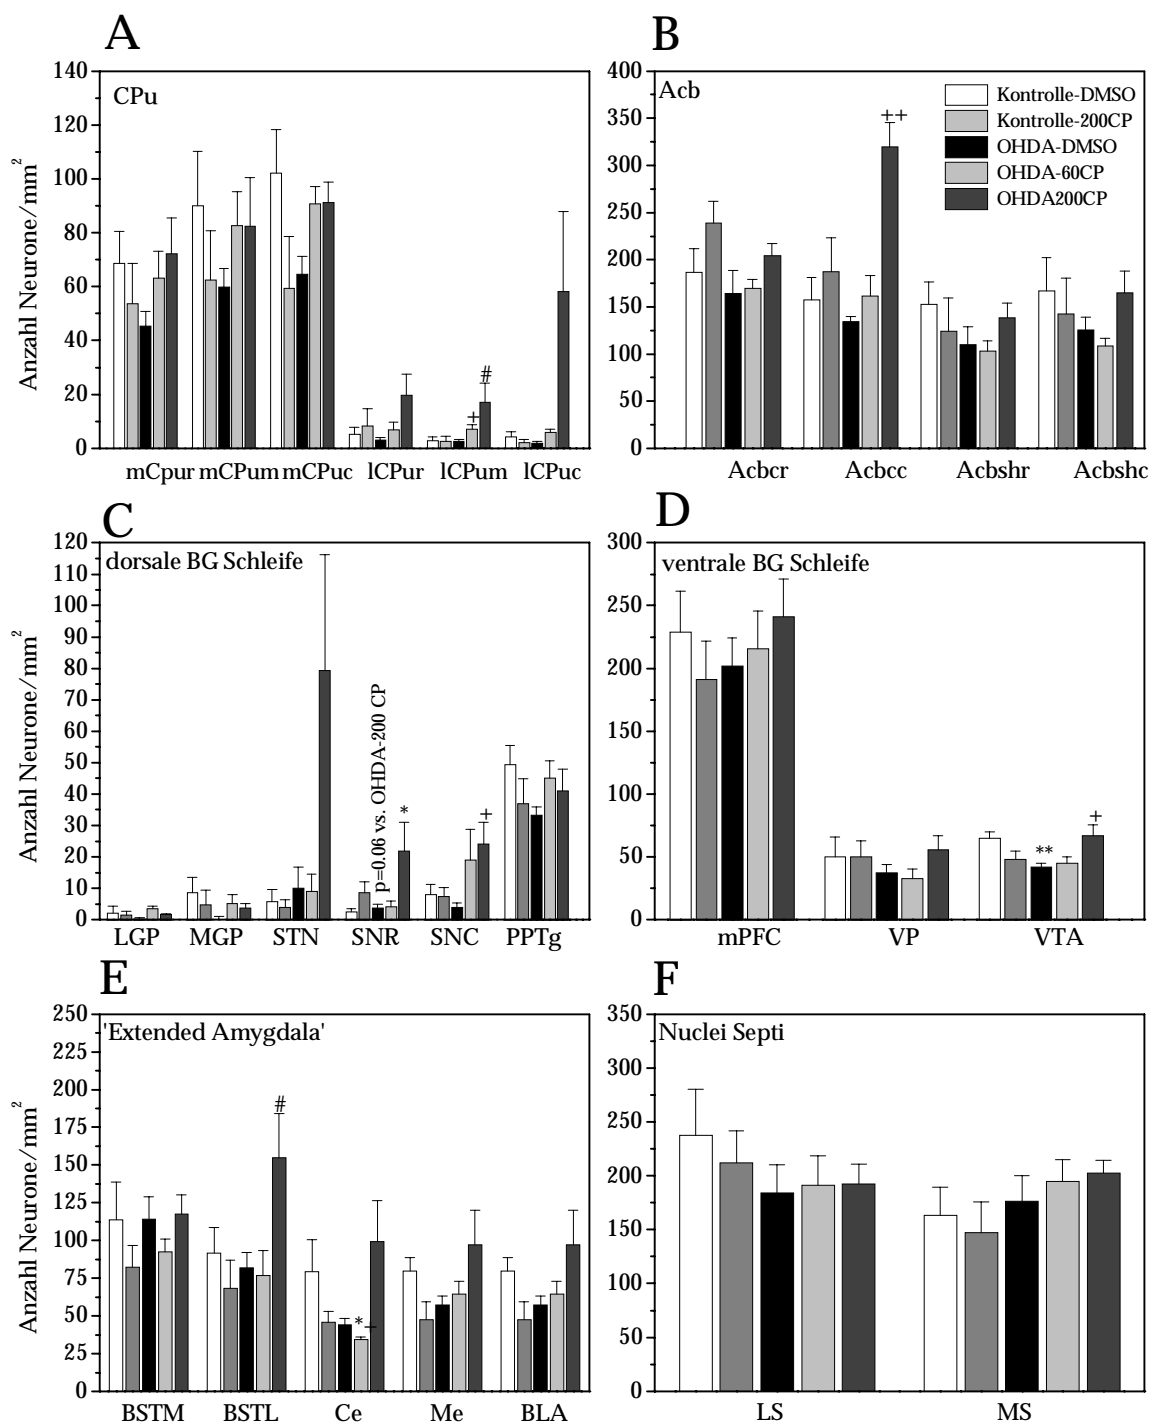 A
B
140
120
100
80
60
40
20
0
Anzahl Neurone/mm²
CPu
+
#
mCpur mCPum mCPuc lCPur lCPum lCPuc
400
350
300
250
200
150
100
50
0
Acb
++
Kontrolle-DMSO
Kontrolle-200CP
OHDA-DMSO
OHDA-60CP
OHDA200CP
Acbcr Acbcc Acbshr Acbshc
C
D
120
110
100
90
80
70
60
50
40
30
20
10
0
Anzahl Neurone/mm²
dorsale BG Schleife
p=0.06 vs. OHDA-200 CP
*
+
LGP MGP STN SNR SNC PPTg
300
250
200
150
100
50
0
ventrale BG Schleife
**
+
mPFC VP VTA
E
F
250
225
200
175
150
125
100
75
50
25
0
Anzahl Neurone/mm²
'Extended Amygdala'
#
*+
BSTM BSTL Ce Me BLA
350
300
250
200
150
100
50
0
Nuclei Septi
LS MS